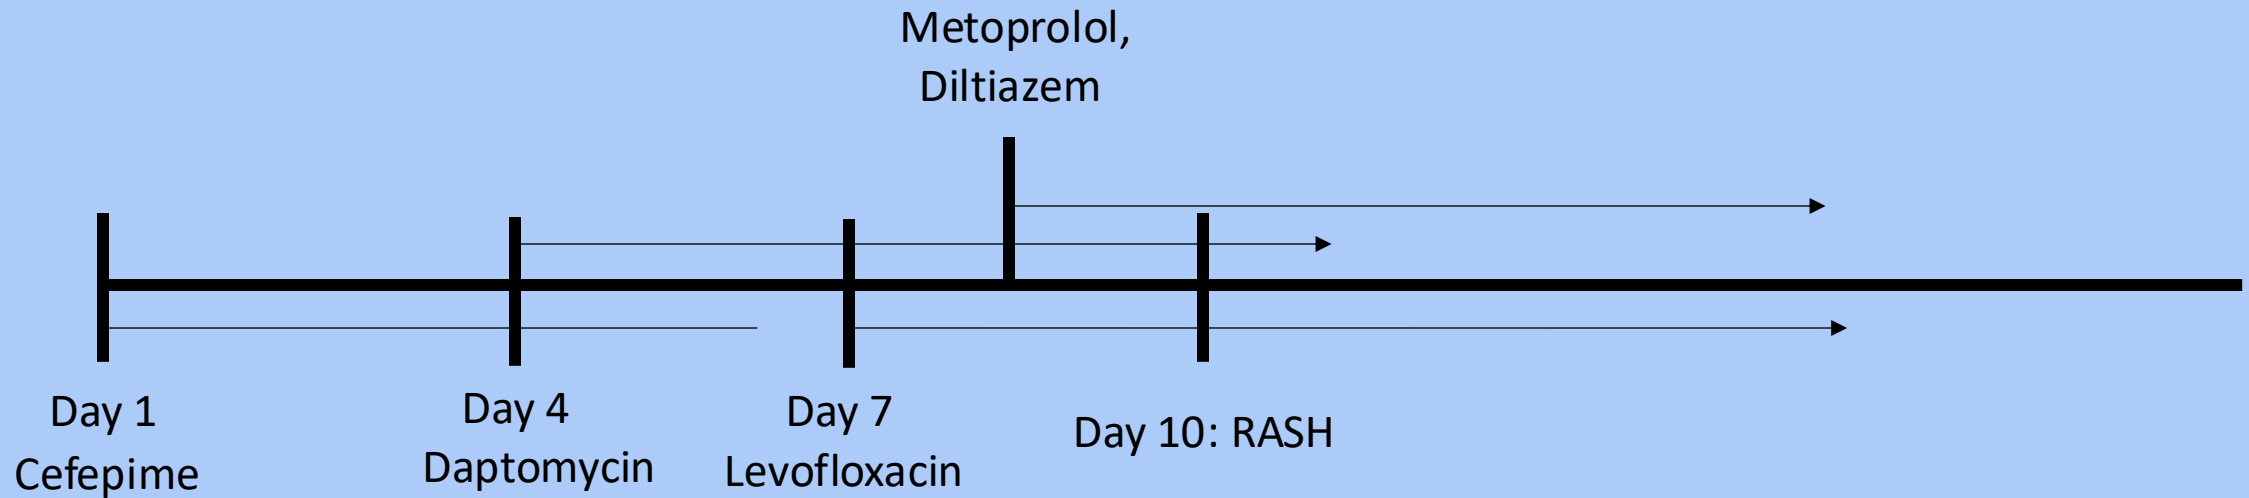 Metoprolol,
Diltiazem
Day 1
Cefepime
Day 4
Daptomycin
Day 7
Levofloxacin
Day 10: RASH